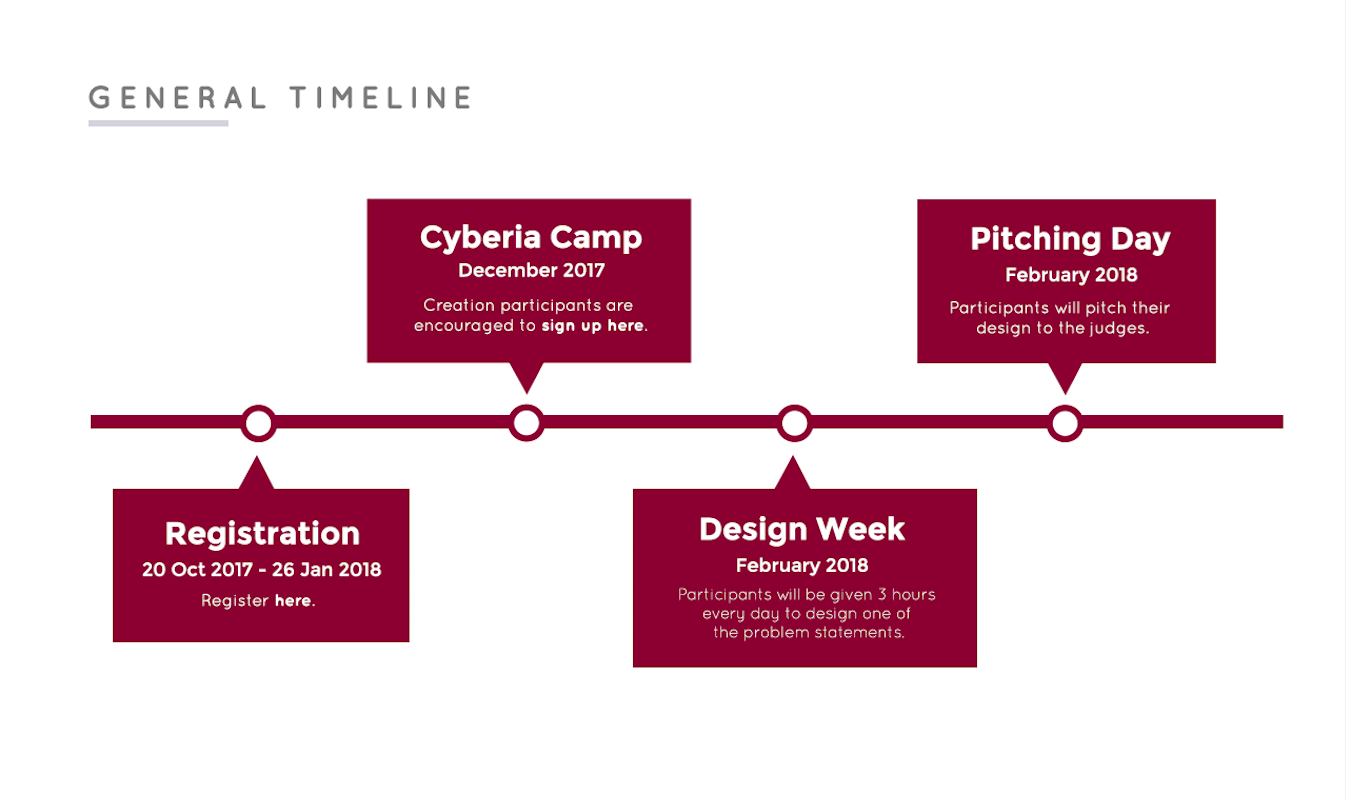 GENERAL TIMELINE
Cyberia Camp
December 2017
Creation participants are
encouraged to sign up here.
Pitching Day
February 2018
Participants will pitch their
design to the judges.
Registration
20 Oct 2017 - 26 Jan 2018
Register here.
Design Week
February 2018
Participants will be given 3 hours
every day to design one of
the problem statements.